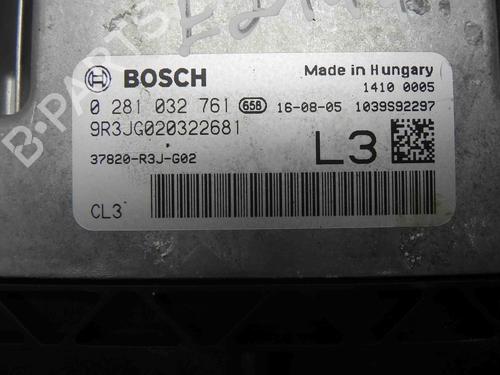 BOSCH
Made in Hungary
1410 0005
0 281 032 761 658 16-08-05 1039S92297
9R3JG020322681
L3
37820-R3J-G02
CL3
B-PARTS